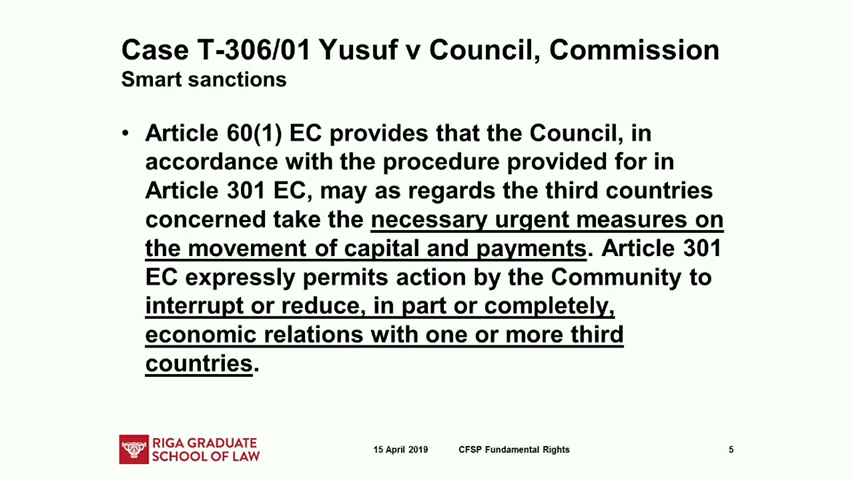 Case T-306/01 Yusuf v Council, Commission
Smart sanctions
• Article 60(1) EC provides that the Council, in
accordance with the procedure provided for in
Article 301 EC, may as regards the third countries
concerned take the necessary urgent measures on
the movement of capital and payments. Article 301
EC expressly permits action by the Community to
interrupt or reduce, in part or completely,
economic relations with one or more third
countries.
RIGA GRADUATE
SCHOOL OF LAW
15 April 2019 CFSP Fundamental Rights 5